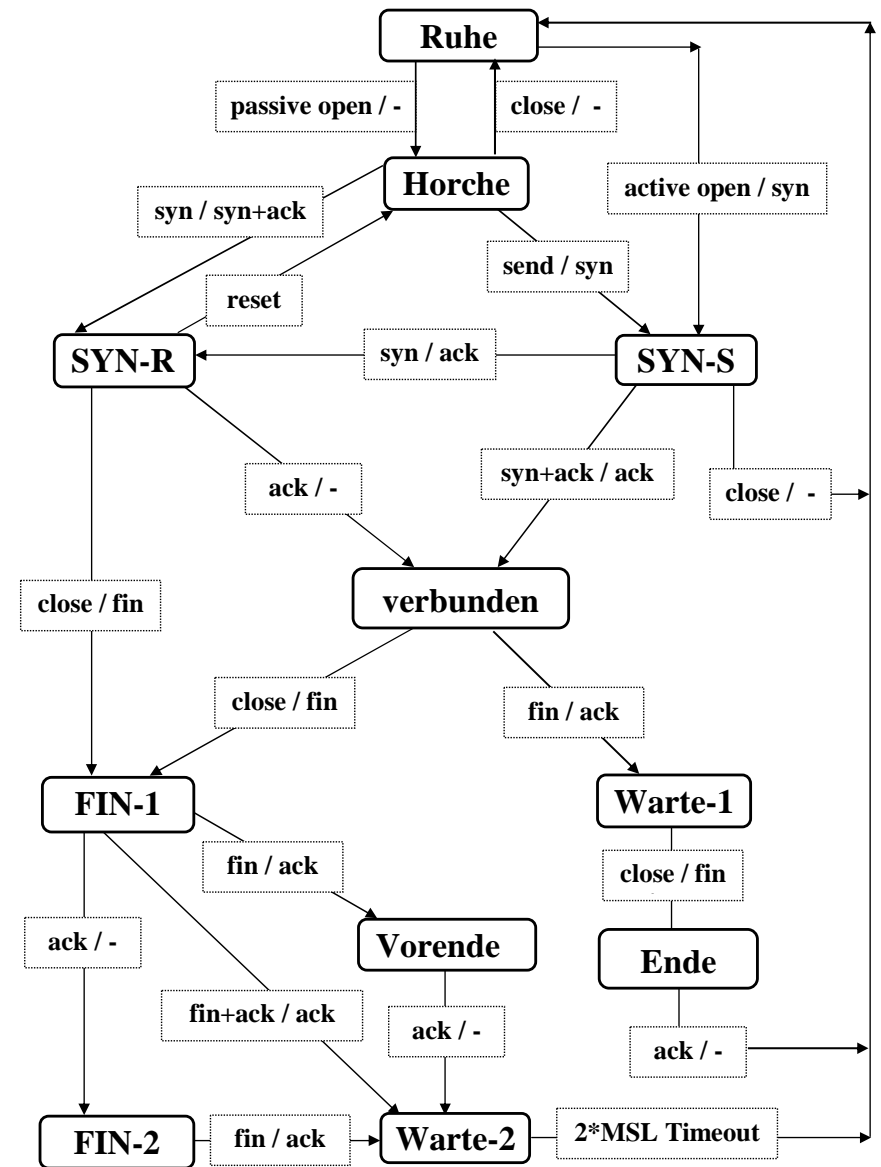 Ruhe
passive open / -
close / -
Horche
active open / syn
syn / syn+ack
send / syn
reset
SYN-R
syn / ack
SYN-S
ack / -
syn+ack / ack
close / -
verbunden
close / fin
close / fin
fin / ack
FIN-1
Warte-1
fin / ack
close / fin
ack / -
Vorende
Ende
fin+ack / ack
ack / -
ack / -
FIN-2
fin / ack
Warte-2
2*MSL Timeout